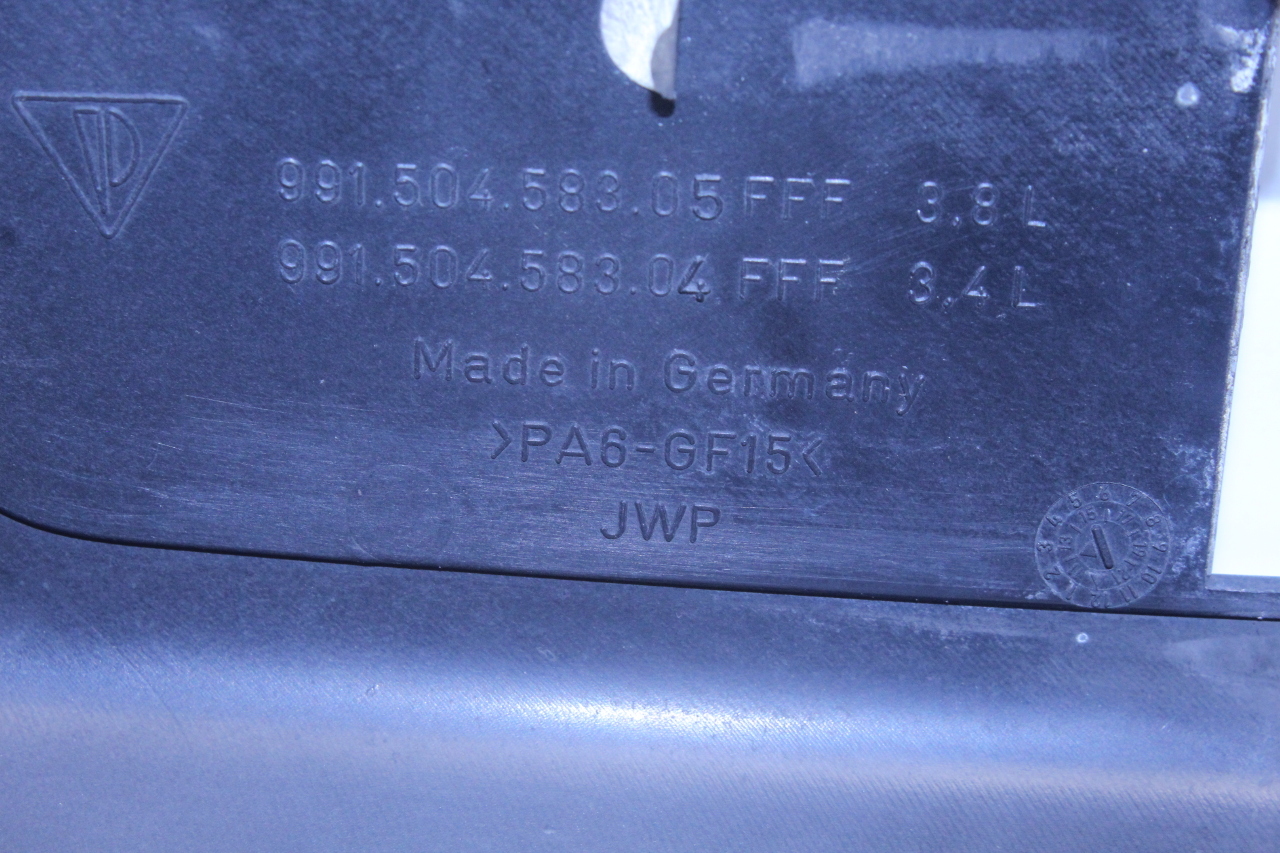 991.504.583.05 FFF 3.8 L
991.504.583.04 FFF 3.4 L
Made in Germany
>PA6-GF15<
JWP